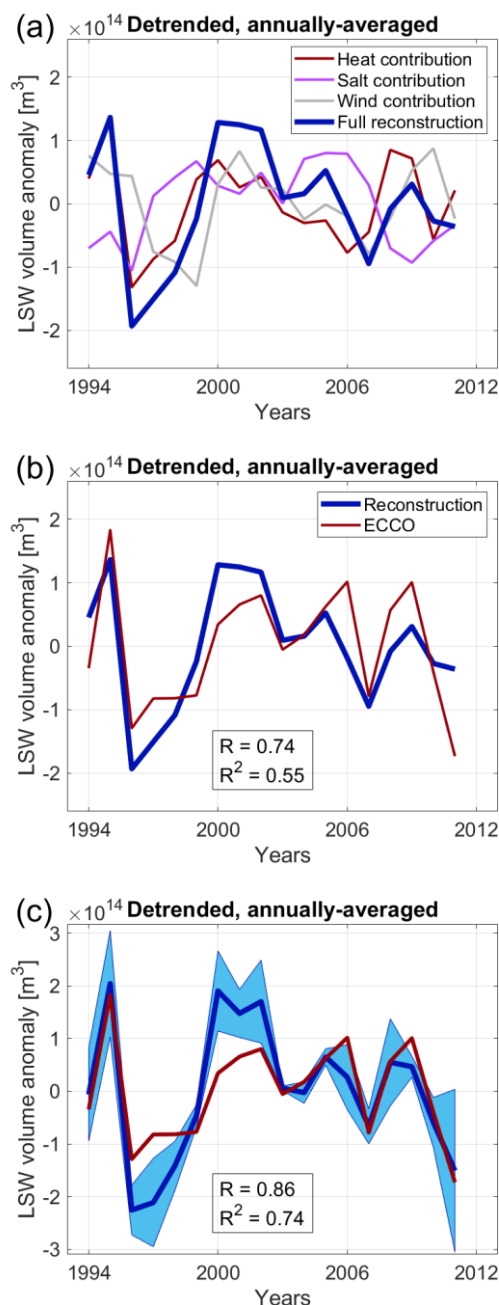 (a)
×10^14 Detrended, annually-averaged
Heat contribution
Salt contribution
Wind contribution
Full reconstruction
LSW volume anomaly [m^3]
2
1
0
-1
-2
1994 2000 2006 2012
Years
(b)
×10^14 Detrended, annually-averaged
Reconstruction
ECCO
LSW volume anomaly [m^3]
2
1
0
-1
-2
R = 0.74
R^2 = 0.55
1994 2000 2006 2012
Years
(c)
×10^14 Detrended, annually-averaged
LSW volume anomaly [m^3]
3
2
1
0
-1
-2
-3
R = 0.86
R^2 = 0.74
1994 2000 2006 2012
Years